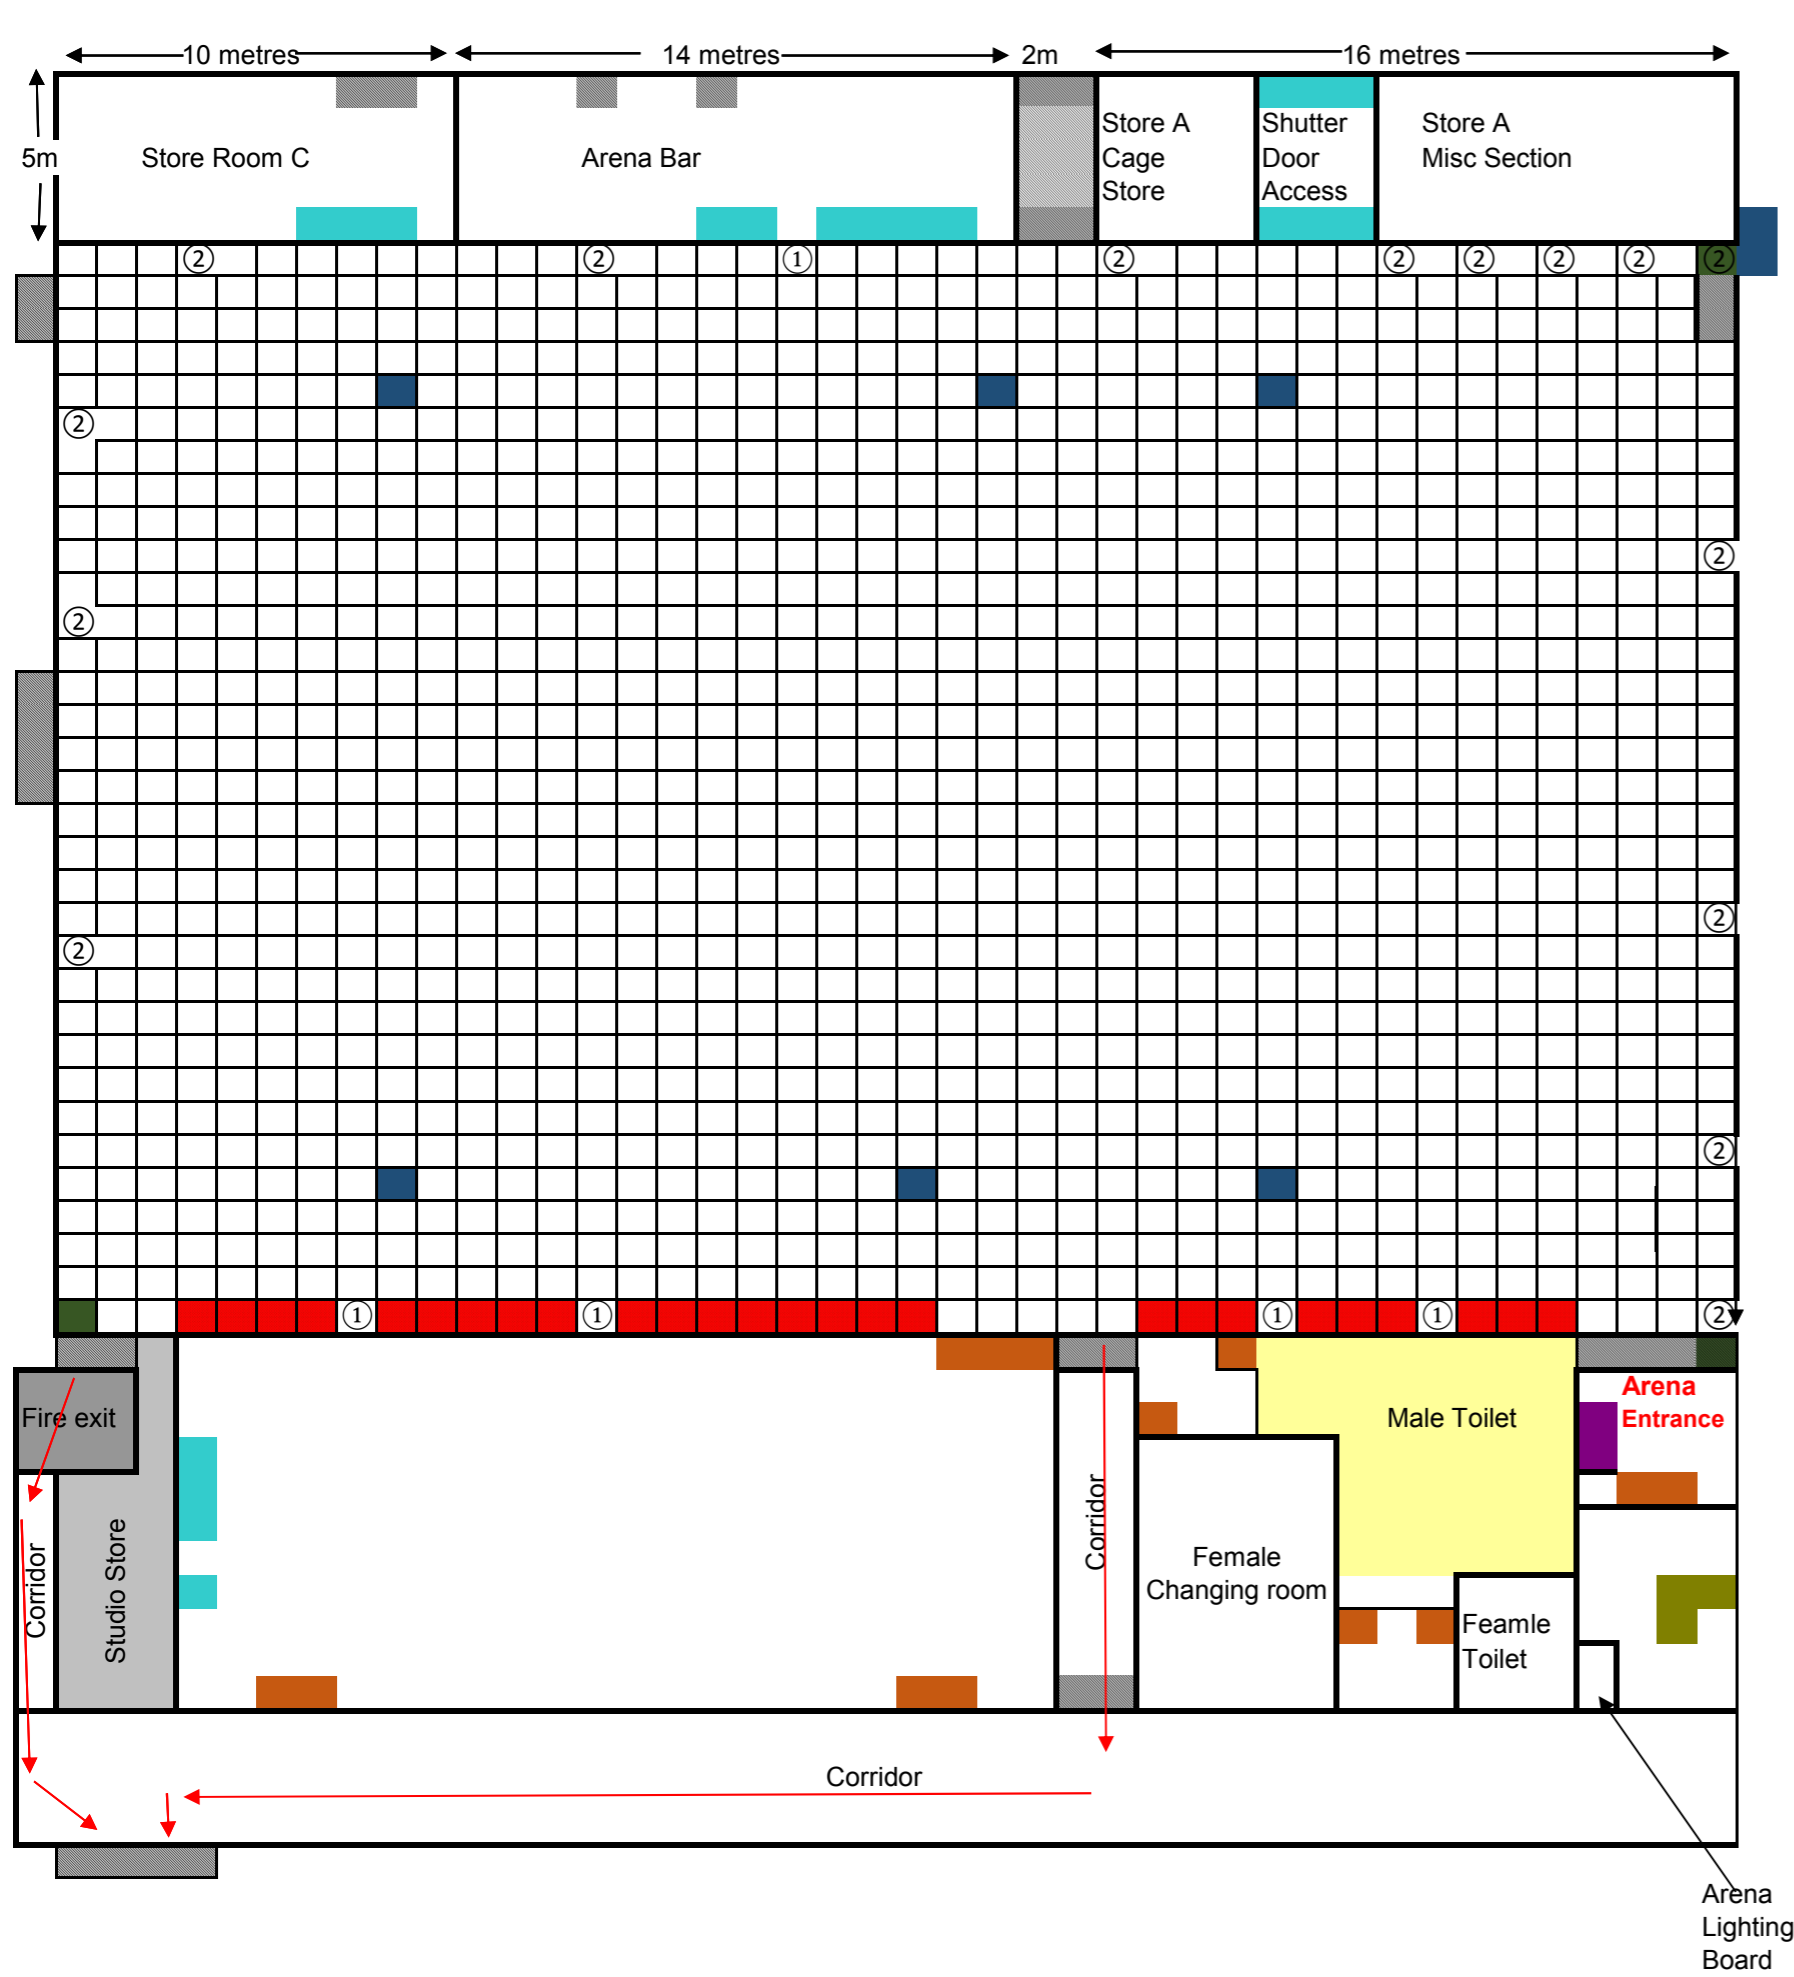 10 metres
14 metres
2m
16 metres
5m
Store Room C
Arena Bar
Store A
Cage
Store
Shutter
Door
Access
Store A
Misc Section
② ② ① ② ② ② ② ② ②
②
②
②
②
②
②
① ① ① ① ②
Fire exit
Corridor
Studio Store
Corridor
Female
Changing room
Male Toilet
Feamle
Toilet
Arena
Entrance
Corridor
Arena
Lighting
Board